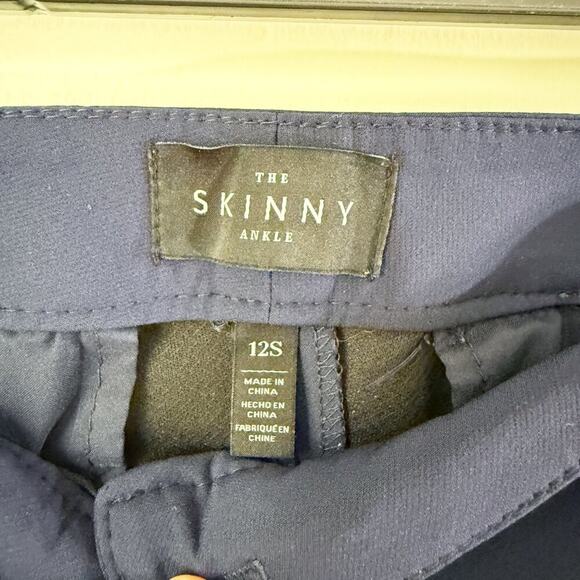 THE
SKINNY
ANKLE
12S
MADE IN
CHINA
HECHO EN
CHINA
FABRIQUÉ EN
CHINE